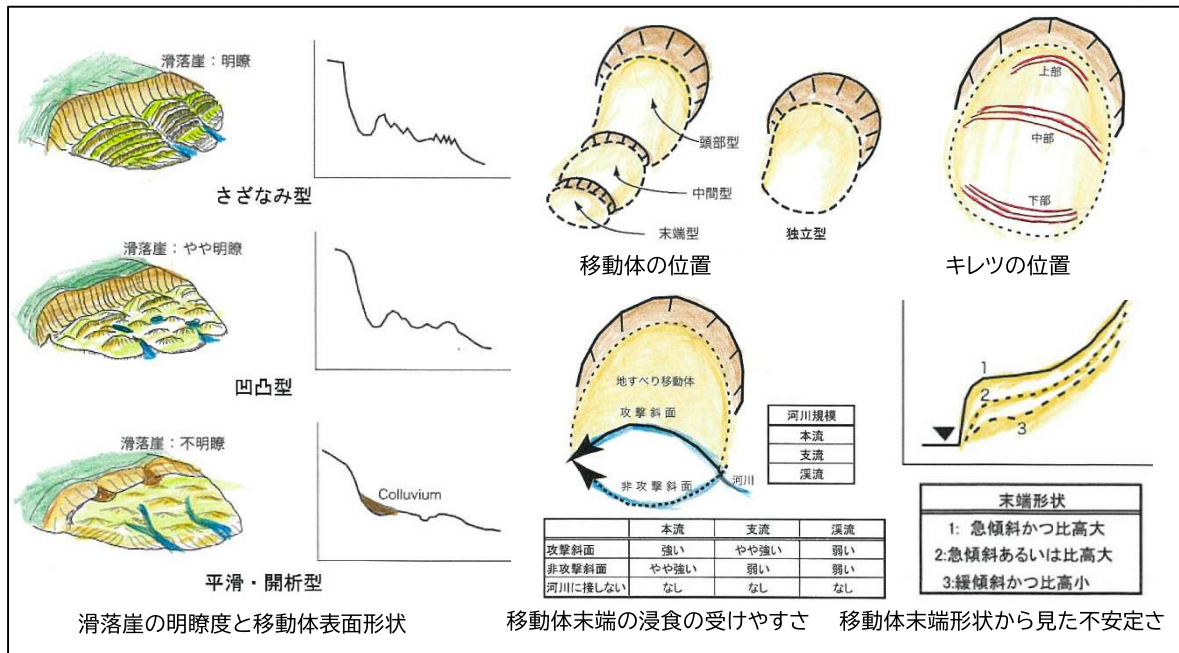 滑落崖：明瞭
さざなみ型
滑落崖：やや明瞭
凹凸型
滑落崖：不明瞭
Colluvium
平滑・開析型
滑落崖の明瞭度と移動体表面形状
頭部型
中間型
末端型
独立型
移動体の位置
上部
中部
下部
キレツの位置
地すべり移動体
攻撃斜面
非攻撃斜面
河川
河川規模
本流
支流
渓流
本流 支流 渓流
攻撃斜面 強い やや強い 弱い
非攻撃斜面 やや強い 弱い 弱い
河川に接しない なし なし なし
移動体末端の浸食の受けやすさ
1
2
3
末端形状
1: 急傾斜かつ比高大
2:急傾斜あるいは比高大
3:緩傾斜かつ比高小
移動体末端形状から見た不安定さ